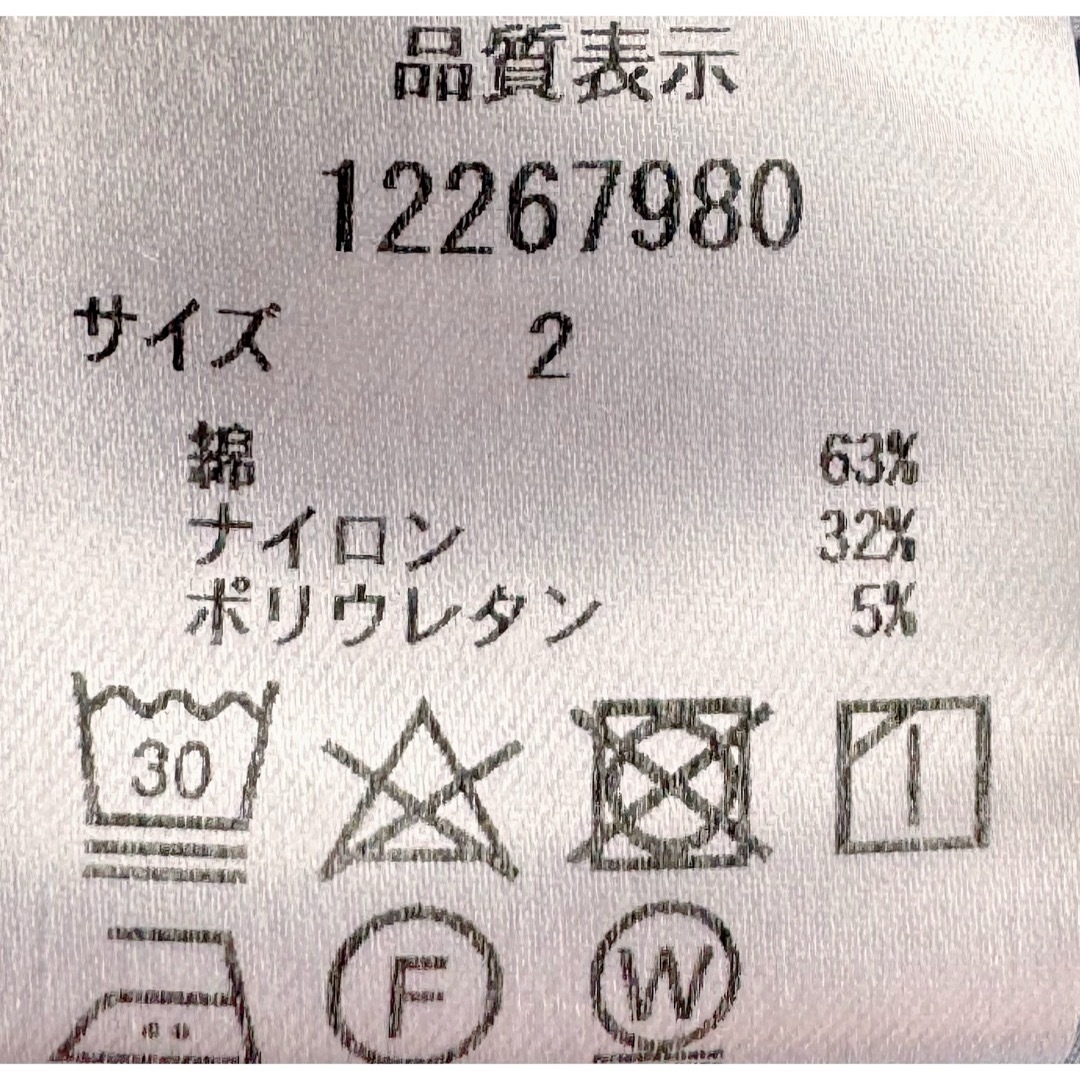 品質表示
12267980
サイズ 2
綿 63%
ナイロン 32%
ポリウレタン 5%
30
F W